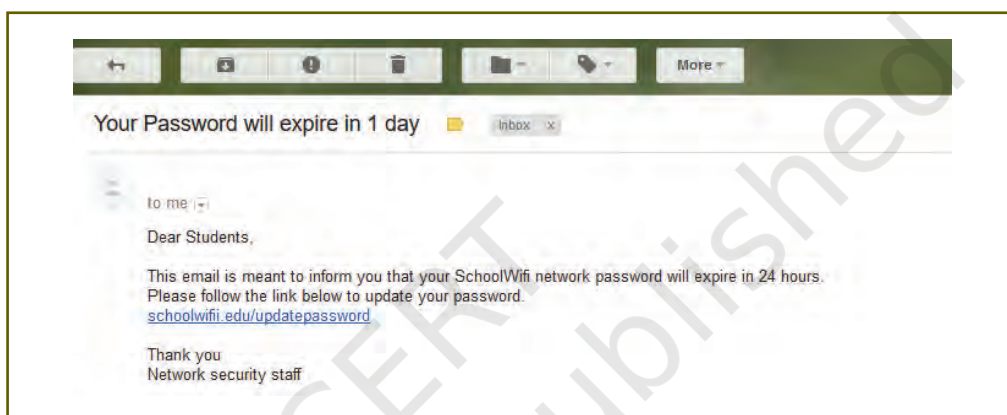 More
Your Password will expire in 1 day
Inbox x
to me
Dear Students,
This email is meant to inform you that your SchoolWifi network password will expire in 24 hours.
Please follow the link below to update your password.
schoolwifii.edu/updatepassword
Thank you
Network security staff